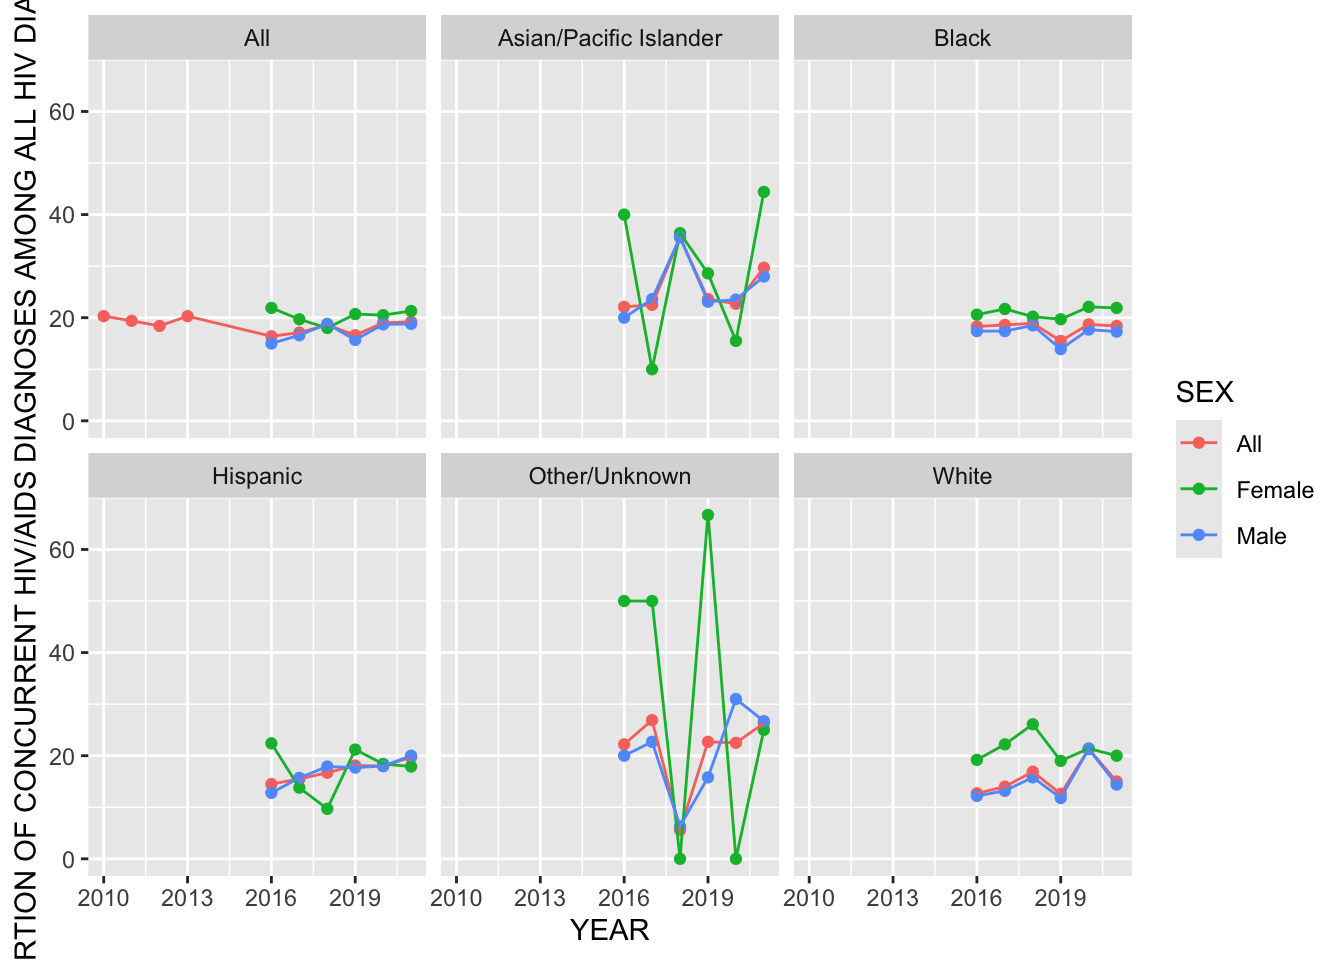 RTION OF CONCURRENT HIV/AIDS DIAGNOSES AMONG ALL HIV DIA
All
Asian/Pacific Islander
Black
60
40
20
0
Hispanic
Other/Unknown
White
60
40
20
0
2010 2013 2016 2019
2010 2013 2016 2019
2010 2013 2016 2019
YEAR
SEX
All
Female
Male